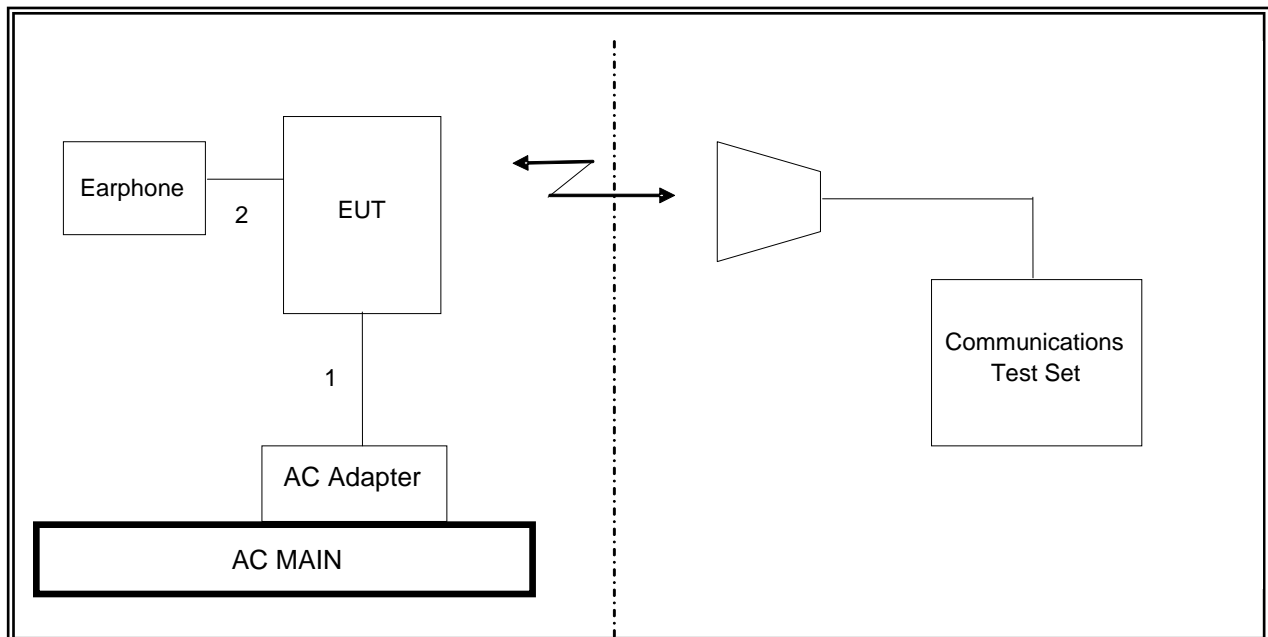 Earphone
2
EUT
1
AC Adapter
AC MAIN
Communications
Test Set